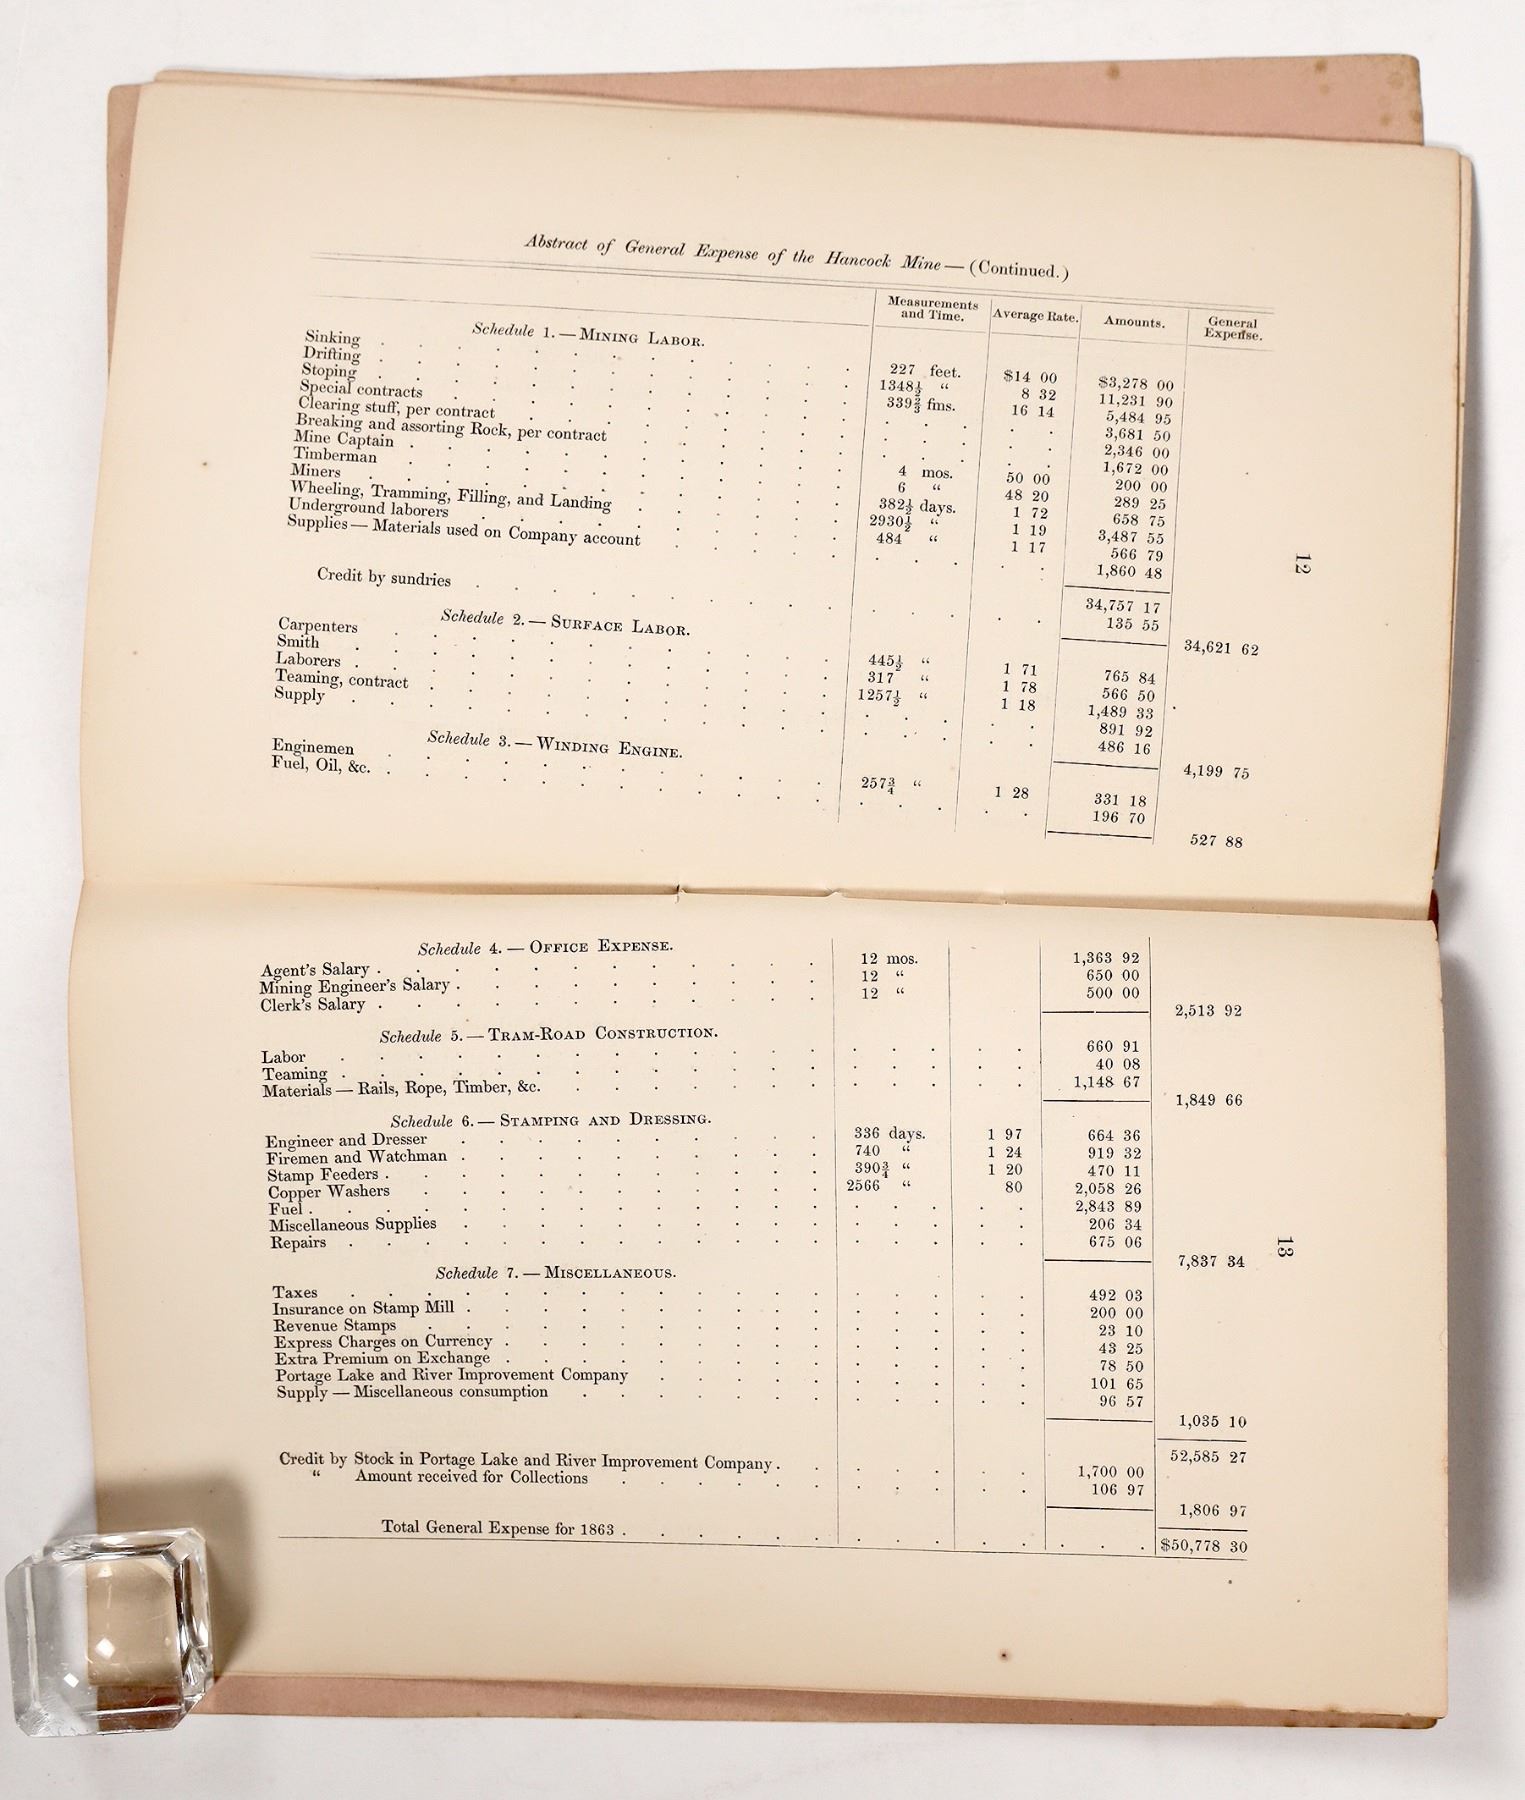 Abstract of General Expense of the Hancock Mine — (Continued.)
Measurements and Time. Average Rate. Amounts. General Expense.
Schedule 1. — MINING LABOR.
Sinking 227 feet. $14 00 $3,278 00
Drifting 1348½ “ 8 32 11,231 90
Stoping 339⅔ fms. 16 14 5,484 95
Special contracts 3,681 50
Clearing stuff, per contract 2,346 00
Breaking and assorting Rock, per contract 1,672 00
Mine Captain 4 mos. 50 00 200 00
Timberman 6 “ 48 20 289 25
Miners 382½ days. 1 72 658 75
Wheeling, Tramming, Filling, and Landing 2930½ “ 1 19 3,487 55
Underground laborers 484 “ 1 17 566 79
Supplies — Materials used on Company account 1,860 48
34,757 17
Credit by sundries 135 55
34,621 62
Schedule 2. — SURFACE LABOR.
Carpenters 445½ “ 1 71 765 84
Smith 317 “ 1 78 566 50
Laborers 1257½ “ 1 18 1,489 33
Teaming, contract 891 92
Supply 486 16
4,199 75
Schedule 3. — WINDING ENGINE.
Enginemen 257¾ “ 1 28 331 18
Fuel, Oil, &c. 196 70
527 88
12
Schedule 4. — OFFICE EXPENSE.
Agent's Salary 12 mos. 1,363 92
Mining Engineer's Salary 12 “ 650 00
Clerk's Salary 12 “ 500 00
2,513 92
Schedule 5. — TRAM-ROAD CONSTRUCTION.
Labor 660 91
Teaming 40 08
Materials — Rails, Rope, Timber, &c. 1,148 67
1,849 66
Schedule 6. — STAMPING AND DRESSING.
Engineer and Dresser 336 days. 1 97 664 36
Firemen and Watchman 740 “ 1 24 919 32
Stamp Feeders 390¾ “ 1 20 470 11
Copper Washers 2566 “ 80 2,058 26
Fuel 2,843 89
Miscellaneous Supplies 206 34
Repairs 675 06
7,837 34
Schedule 7. — MISCELLANEOUS.
Taxes 492 03
Insurance on Stamp Mill 200 00
Revenue Stamps 23 10
Express Charges on Currency 43 25
Extra Premium on Exchange 78 50
Portage Lake and River Improvement Company 101 65
Supply — Miscellaneous consumption 96 57
1,035 10
52,585 27
Credit by Stock in Portage Lake and River Improvement Company 1,700 00
“ Amount received for Collections 106 97
1,806 97
Total General Expense for 1863 $50,778 30
13